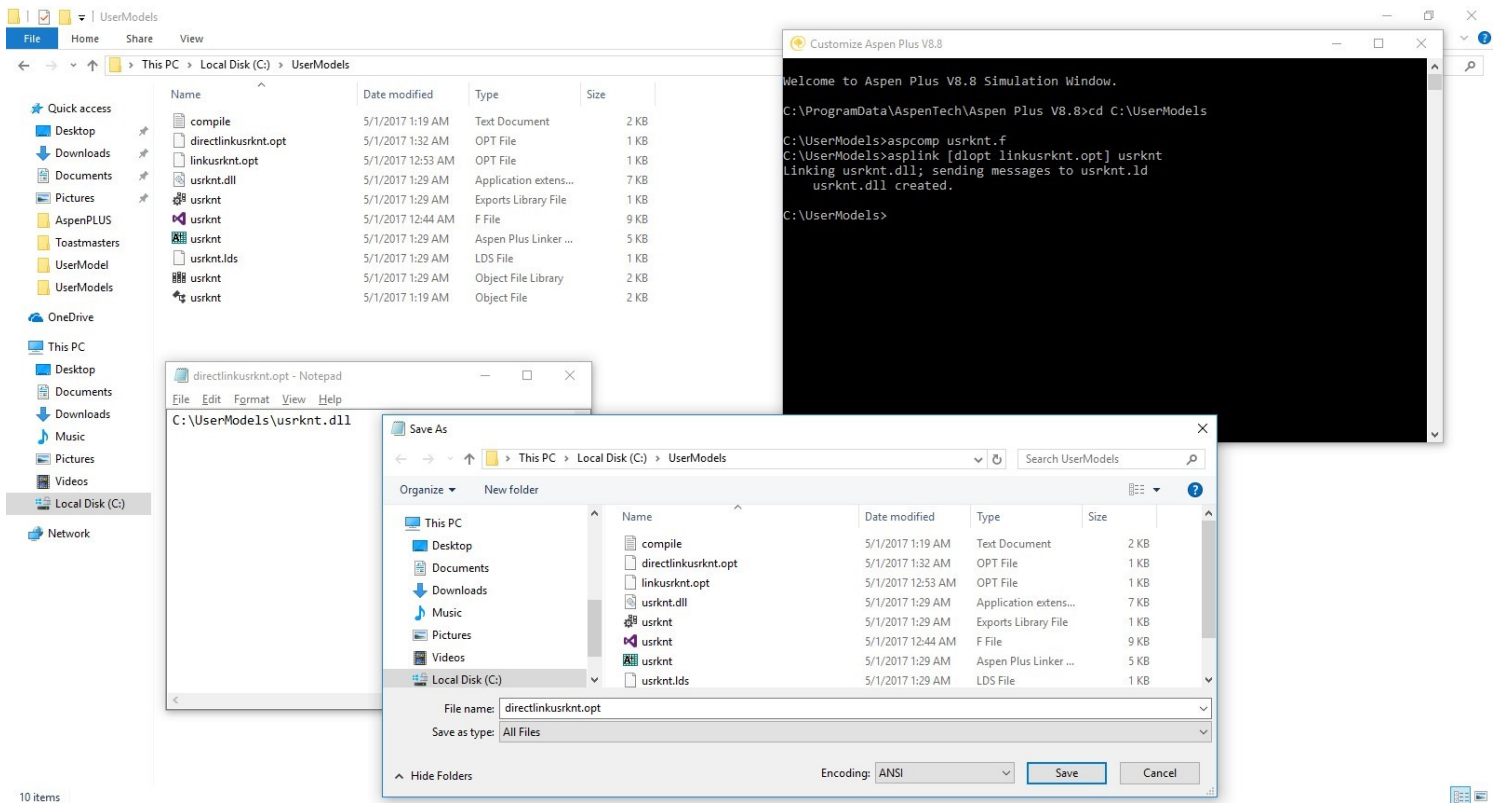 UserModels
File Home Share View
This PC > Local Disk (C:) > UserModels
Name Date modified Type Size
compile 5/1/2017 1:19 AM Text Document 2 KB
directlinkusrknt.opt 5/1/2017 1:32 AM OPT File 1 KB
linkusrknt.opt 5/1/2017 12:53 AM OPT File 1 KB
usrknt.dll 5/1/2017 1:29 AM Application extens... 7 KB
usrknt 5/1/2017 1:29 AM Exports Library File 1 KB
usrknt 5/1/2017 12:44 AM F File 9 KB
usrknt 5/1/2017 1:29 AM Aspen Plus Linker ... 5 KB
usrknt.lds 5/1/2017 1:29 AM LDS File 1 KB
usrknt 5/1/2017 1:29 AM Object File Library 2 KB
usrknt 5/1/2017 1:19 AM Object File 2 KB
Quick access
Desktop
Downloads
Documents
Pictures
AspenPLUS
Toastmasters
UserModel
UserModels
OneDrive
This PC
Desktop
Documents
Downloads
Music
Pictures
Videos
Local Disk (C:)
Network
10 items
Customize Aspen Plus V8.8
Welcome to Aspen Plus V8.8 Simulation Window.
C:\ProgramData\AspenTech\Aspen Plus V8.8>cd C:\UserModels
C:\UserModels>aspcomp usrknt.f
C:\UserModels>asplink [dlopt linkusrknt.opt] usrknt
Linking usrknt.dll; sending messages to usrknt.ld
usrknt.dll created.
C:\UserModels>
directlinkusrknt.opt - Notepad
File Edit Format View Help
C:\UserModels\usrknt.dll
Save As
This PC > Local Disk (C:) > UserModels
Search UserModels
Organize New folder
This PC
Desktop
Documents
Downloads
Music
Pictures
Videos
Local Disk (C:)
Name Date modified Type Size
compile 5/1/2017 1:19 AM Text Document 2 KB
directlinkusrknt.opt 5/1/2017 1:32 AM OPT File 1 KB
linkusrknt.opt 5/1/2017 12:53 AM OPT File 1 KB
usrknt.dll 5/1/2017 1:29 AM Application extens... 7 KB
usrknt 5/1/2017 1:29 AM Exports Library File 1 KB
usrknt 5/1/2017 12:44 AM F File 9 KB
usrknt 5/1/2017 1:29 AM Aspen Plus Linker ... 5 KB
usrknt.lds 5/1/2017 1:29 AM LDS File 1 KB
File name: directlinkusrknt.opt
Save as type: All Files
Hide Folders
Encoding: ANSI
Save Cancel